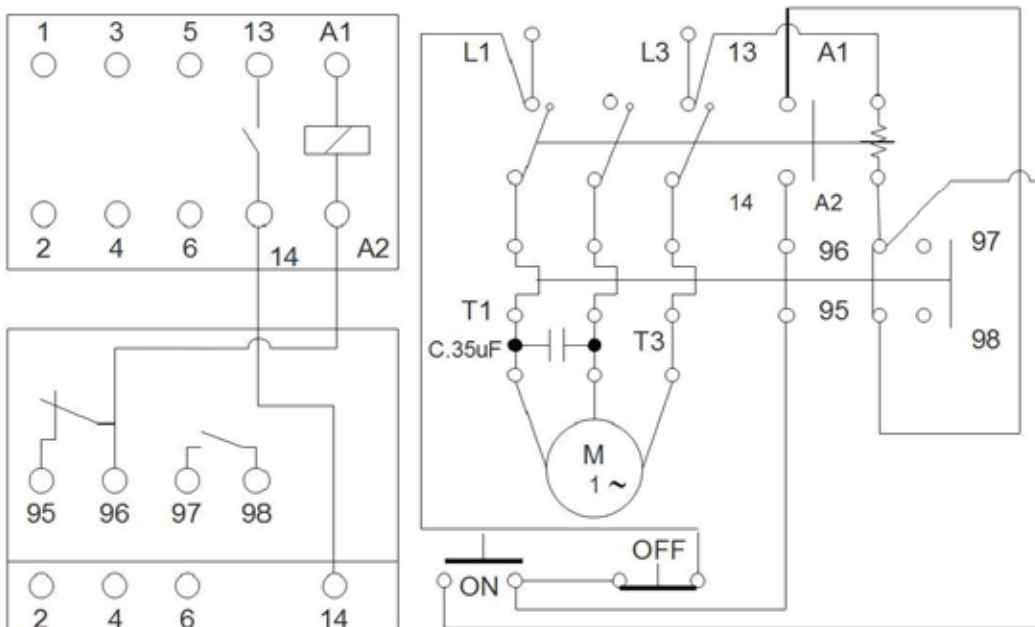 1 3 5 13 A1
2 4 6 14 A2
95 96 97 98
2 4 6 14
L1 L3 13 A1
14 A2
96 97
T1 95
C.35uF T3 98
M
1 ~
OFF
ON